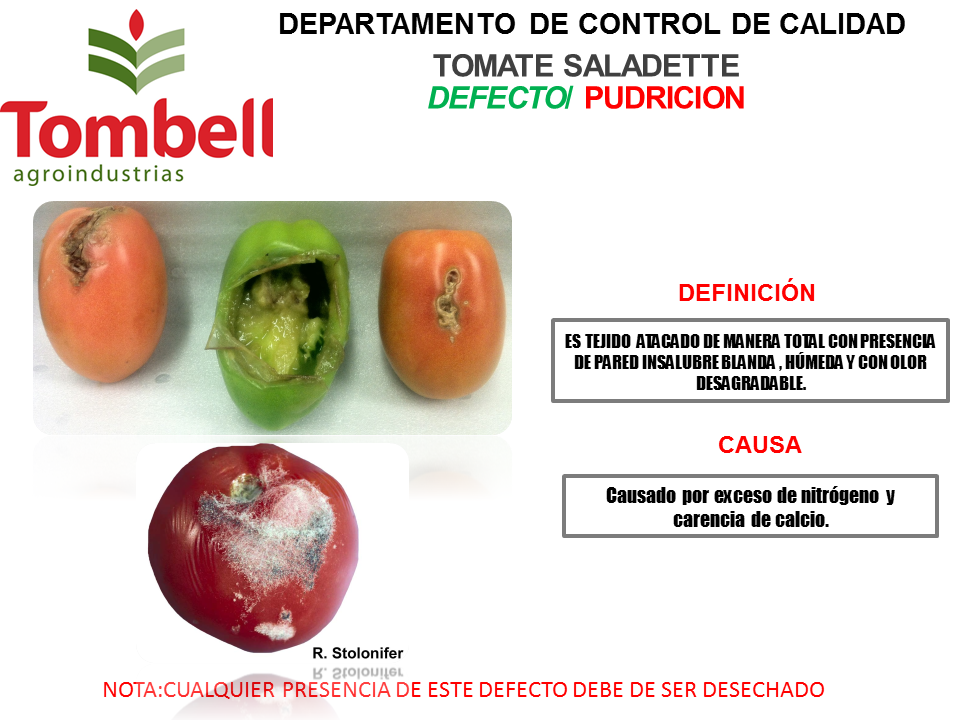 DEPARTAMENTO DE CONTROL DE CALIDAD
TOMATE SALADETTE
DEFECTO/ PUDRICION
Tombell
agroindustrias
DEFINICIÓN
ES TEJIDO ATACADO DE MANERA TOTAL CON PRESENCIA
DE PARED INSALUBRE BLANDA , HÚMEDA Y CON OLOR
DESAGRADABLE.
CAUSA
Causado por exceso de nitrógeno y
carencia de calcio.
R. Stolonifer
NOTA:CUALQUIER PRESENCIA DE ESTE DEFECTO DEBE DE SER DESECHADO